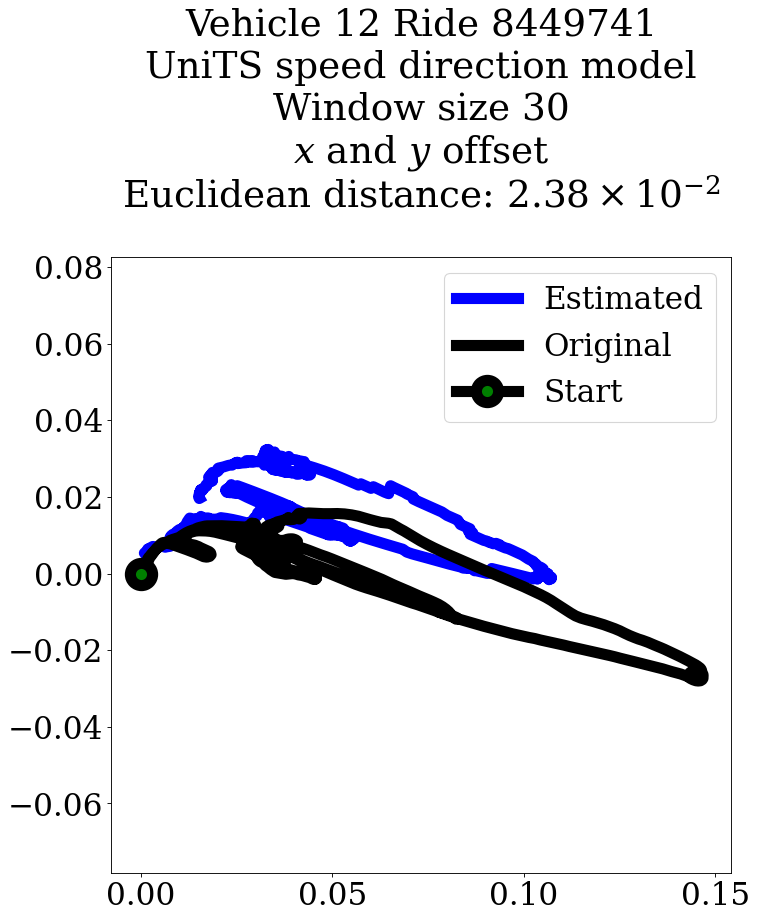 Vehicle 12 Ride 8449741
UniTS speed direction model
Window size 30
x and y offset
Euclidean distance: 2.38 × 10⁻²
Estimated
Original
Start
0.08
0.06
0.04
0.02
0.00
−0.02
−0.04
−0.06
0.00 0.05 0.10 0.15